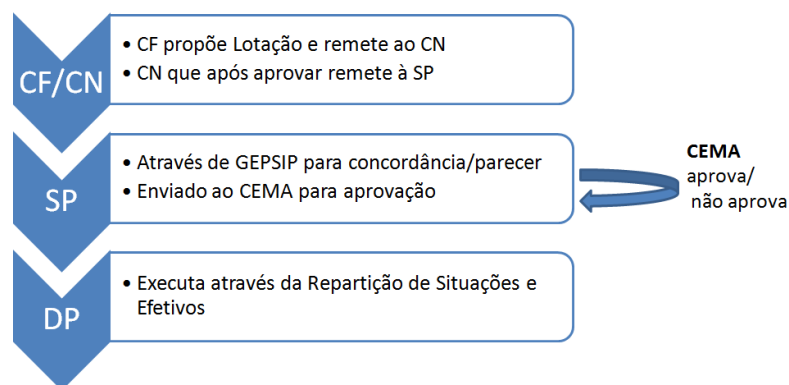 CF/CN
• CF propõe Lotação e remete ao CN
• CN que após aprovar remete à SP
SP
• Através de GEPSIP para concordância/parecer
• Enviado ao CEMA para aprovação
CEMA
aprova/
não aprova
DP
• Executa através da Repartição de Situações e
Efetivos